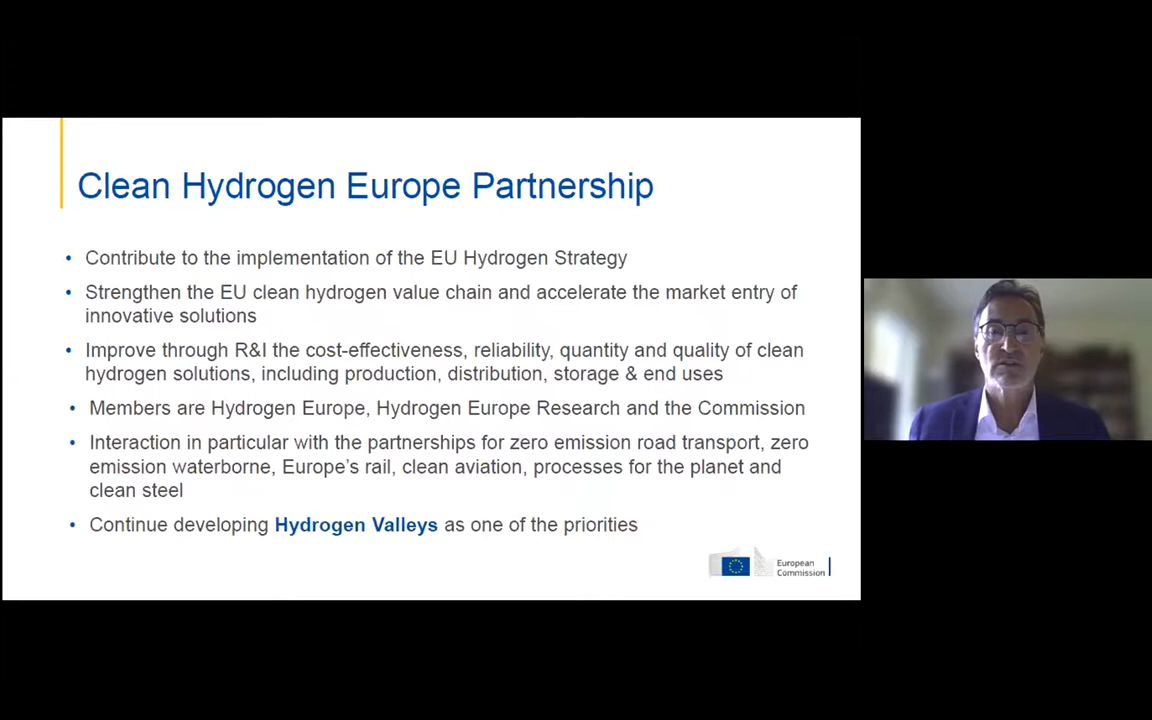 Clean Hydrogen Europe Partnership
• Contribute to the implementation of the EU Hydrogen Strategy
• Strengthen the EU clean hydrogen value chain and accelerate the market entry of
innovative solutions
• Improve through R&I the cost-effectiveness, reliability, quantity and quality of clean
hydrogen solutions, including production, distribution, storage & end uses
• Members are Hydrogen Europe, Hydrogen Europe Research and the Commission
• Interaction in particular with the partnerships for zero emission road transport, zero
emission waterborne, Europe's rail, clean aviation, processes for the planet and
clean steel
• Continue developing Hydrogen Valleys as one of the priorities
European
Commission